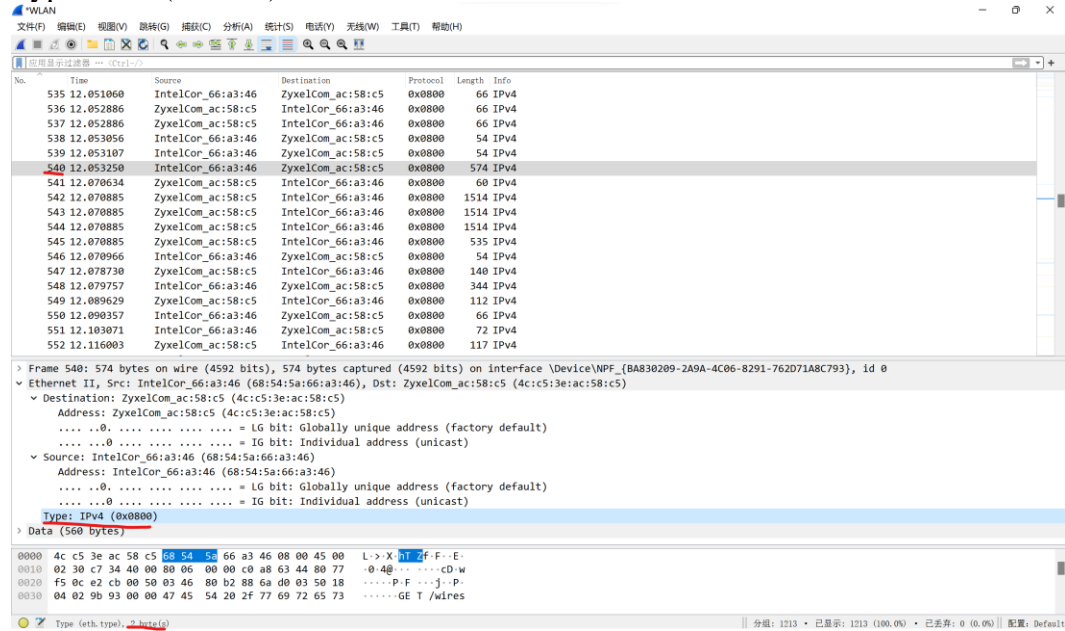 *WLAN
文件(F) 编辑(E) 视图(V) 跳转(G) 捕获(C) 分析(A) 统计(S) 电话(Y) 无线(W) 工具(T) 帮助(H)
应用显示过滤器 … <Ctrl-/>
No. Time Source Destination Protocol Length Info
535 12.051060 IntelCor_66:a3:46 ZyxelCom_ac:58:c5 0x0800 66 IPv4
536 12.052886 ZyxelCom_ac:58:c5 IntelCor_66:a3:46 0x0800 66 IPv4
537 12.052886 ZyxelCom_ac:58:c5 IntelCor_66:a3:46 0x0800 66 IPv4
538 12.053056 IntelCor_66:a3:46 ZyxelCom_ac:58:c5 0x0800 54 IPv4
539 12.053107 IntelCor_66:a3:46 ZyxelCom_ac:58:c5 0x0800 54 IPv4
540 12.053250 IntelCor_66:a3:46 ZyxelCom_ac:58:c5 0x0800 574 IPv4
541 12.070634 ZyxelCom_ac:58:c5 IntelCor_66:a3:46 0x0800 60 IPv4
542 12.070885 ZyxelCom_ac:58:c5 IntelCor_66:a3:46 0x0800 1514 IPv4
543 12.070885 ZyxelCom_ac:58:c5 IntelCor_66:a3:46 0x0800 1514 IPv4
544 12.070885 ZyxelCom_ac:58:c5 IntelCor_66:a3:46 0x0800 1514 IPv4
545 12.070885 ZyxelCom_ac:58:c5 IntelCor_66:a3:46 0x0800 535 IPv4
546 12.070966 IntelCor_66:a3:46 ZyxelCom_ac:58:c5 0x0800 54 IPv4
547 12.078730 IntelCor_66:a3:46 ZyxelCom_ac:58:c5 0x0800 140 IPv4
548 12.079757 IntelCor_66:a3:46 ZyxelCom_ac:58:c5 0x0800 344 IPv4
549 12.089629 ZyxelCom_ac:58:c5 IntelCor_66:a3:46 0x0800 112 IPv4
550 12.090357 ZyxelCom_ac:58:c5 IntelCor_66:a3:46 0x0800 66 IPv4
551 12.103071 IntelCor_66:a3:46 ZyxelCom_ac:58:c5 0x0800 72 IPv4
552 12.116003 ZyxelCom_ac:58:c5 IntelCor_66:a3:46 0x0800 117 IPv4
Frame 540: 574 bytes on wire (4592 bits), 574 bytes captured (4592 bits) on interface \Device\NPF_{BA830209-2A9A-4C06-8291-762D71A8C793}, id 0
Ethernet II, Src: IntelCor_66:a3:46 (68:54:5a:66:a3:46), Dst: ZyxelCom_ac:58:c5 (4c:c5:3e:ac:58:c5)
Destination: ZyxelCom_ac:58:c5 (4c:c5:3e:ac:58:c5)
Address: ZyxelCom_ac:58:c5 (4c:c5:3e:ac:58:c5)
.... ..0. .... .... .... .... = LG bit: Globally unique address (factory default)
.... ...0 .... .... .... .... = IG bit: Individual address (unicast)
Source: IntelCor_66:a3:46 (68:54:5a:66:a3:46)
Address: IntelCor_66:a3:46 (68:54:5a:66:a3:46)
.... ..0. .... .... .... .... = LG bit: Globally unique address (factory default)
.... ...0 .... .... .... .... = IG bit: Individual address (unicast)
Type: IPv4 (0x0800)
Data (560 bytes)
0000 4c c5 3e ac 58 c5 68 54 5a 66 a3 46 08 00 45 00 L·>·X·hT Zf·F··E·
0010 02 30 c7 34 40 00 80 06 00 00 c0 a8 63 44 80 77 ·0·4@··· ····cD·w
0020 f5 0c e2 cb 00 50 03 46 80 b2 88 6a d0 03 50 18 ·····P·F ···j··P·
0030 04 02 9b 93 00 00 47 45 54 20 2f 77 69 72 65 73 ······GE T /wires
Type (eth.type), 2 byte(s) 分组: 1213 · 已显示: 1213 (100.0%) · 已丢弃: 0 (0.0%) 配置: Default